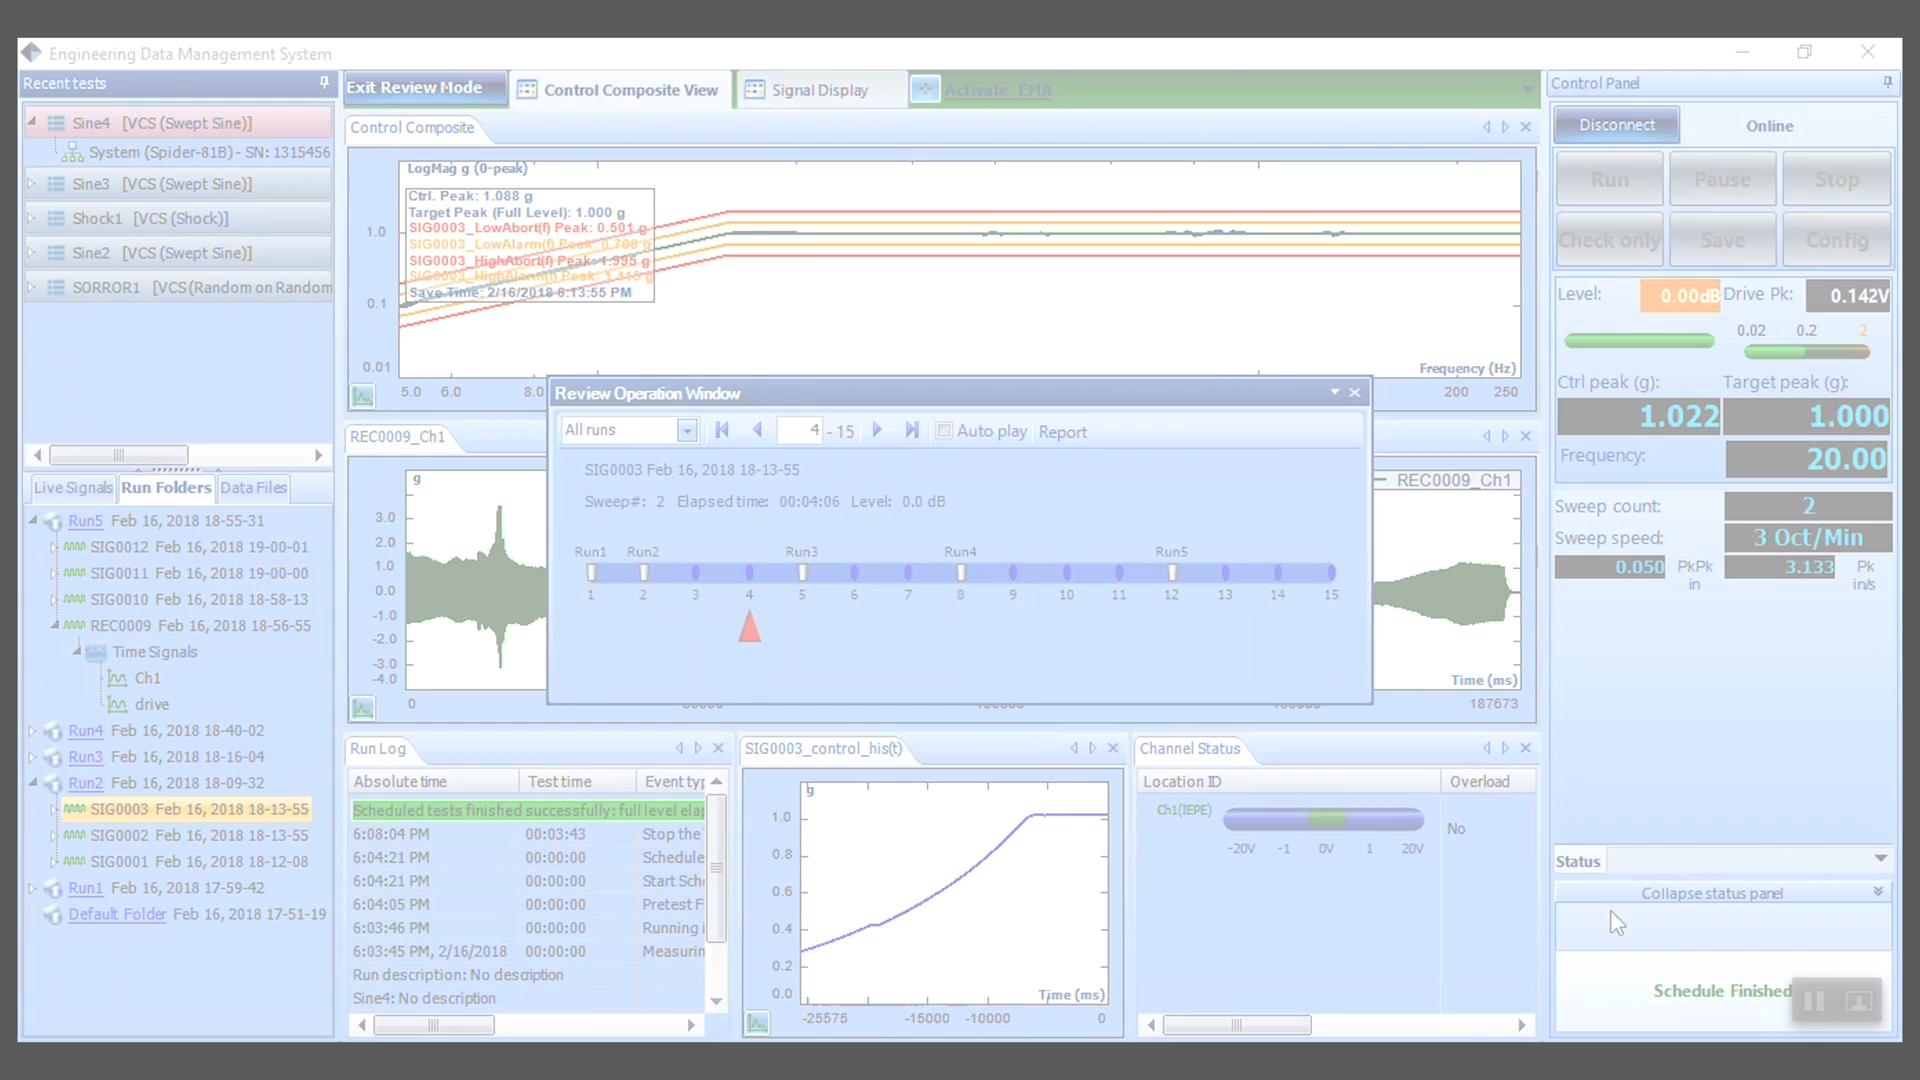 Engineering Data Management System
Recent tests
Sine4 [VCS (Swept Sine)]
System (Spider-81B) - SN: 1315456
Sine3 [VCS (Swept Sine)]
Shock1 [VCS (Shock)]
Sine2 [VCS (Swept Sine)]
SORROR1 [VCS(Random on Random
Live Signals Run Folders Data Files
Run5 Feb 16, 2018 18-55-31
SIG0012 Feb 16, 2018 19-00-01
SIG0011 Feb 16, 2018 19-00-00
SIG0010 Feb 16, 2018 18-58-13
REC0009 Feb 16, 2018 18-56-55
Time Signals
Ch1
drive
Run4 Feb 16, 2018 18-40-02
Run3 Feb 16, 2018 18-16-04
Run2 Feb 16, 2018 18-09-32
SIG0003 Feb 16, 2018 18-13-55
SIG0002 Feb 16, 2018 18-13-55
SIG0001 Feb 16, 2018 18-12-08
Run1 Feb 16, 2018 17-59-42
Default Folder Feb 16, 2018 17-51-19
Exit Review Mode Control Composite View Signal Display Activate EMA
Control Composite
LogMag g (0-peak)
Ctrl. Peak: 1.088 g
Target Peak (Full Level): 1.000 g
SIG0003_LowAbort(f) Peak: 0.501 g
SIG0003_LowAlarm(f) Peak: 0.708 g
SIG0003_HighAbort(f) Peak: 1.995 g
SIG0003_HighAlarm(f) Peak: 1.413 g
Save Time: 2/16/2018 6:13:55 PM
1.0
0.1
0.01
Frequency (Hz)
5.0 6.0 8.0 200 250
Review Operation Window
All runs 4 - 15 Auto play Report
SIG0003 Feb 16, 2018 18-13-55
Sweep#: 2 Elapsed time: 00:04:06 Level: 0.0 dB
Run1 Run2 Run3 Run4 Run5
1 2 3 4 5 6 7 8 9 10 11 12 13 14 15
REC0009_Ch1
g
REC0009_Ch1
3.0
2.0
1.0
0.0
-1.0
-2.0
-3.0
-4.0
Time (ms)
0 187673
Run Log
Absolute time Test time Event typ
Scheduled tests finished successfully: full level elap
6:08:04 PM 00:03:43 Stop the
6:04:21 PM 00:00:00 Schedule
6:04:21 PM 00:00:00 Start Sch
6:04:05 PM 00:00:00 Pretest F
6:03:46 PM 00:00:00 Running i
6:03:45 PM, 2/16/2018 00:00:00 Measurin
Run description: No description
Sine4: No description
SIG0003_control_his(t)
g
1.0
0.8
0.6
0.4
0.2
0.0
Time (ms)
-25575 -15000 -10000 0
Channel Status
Location ID Overload
Ch1(IEPE)
No
-20V -1 0V 1 20V
Control Panel
Disconnect Online
Run Pause Stop
Check only Save Config
Level: 0.00dB Drive Pk: 0.142V
0.02 0.2 2
Ctrl peak (g): Target peak (g):
1.022 1.000
Frequency: 20.00
Sweep count: 2
Sweep speed: 3 Oct/Min
0.050 PkPk in 3.133 Pk in/s
Status
Collapse status panel
Schedule Finished